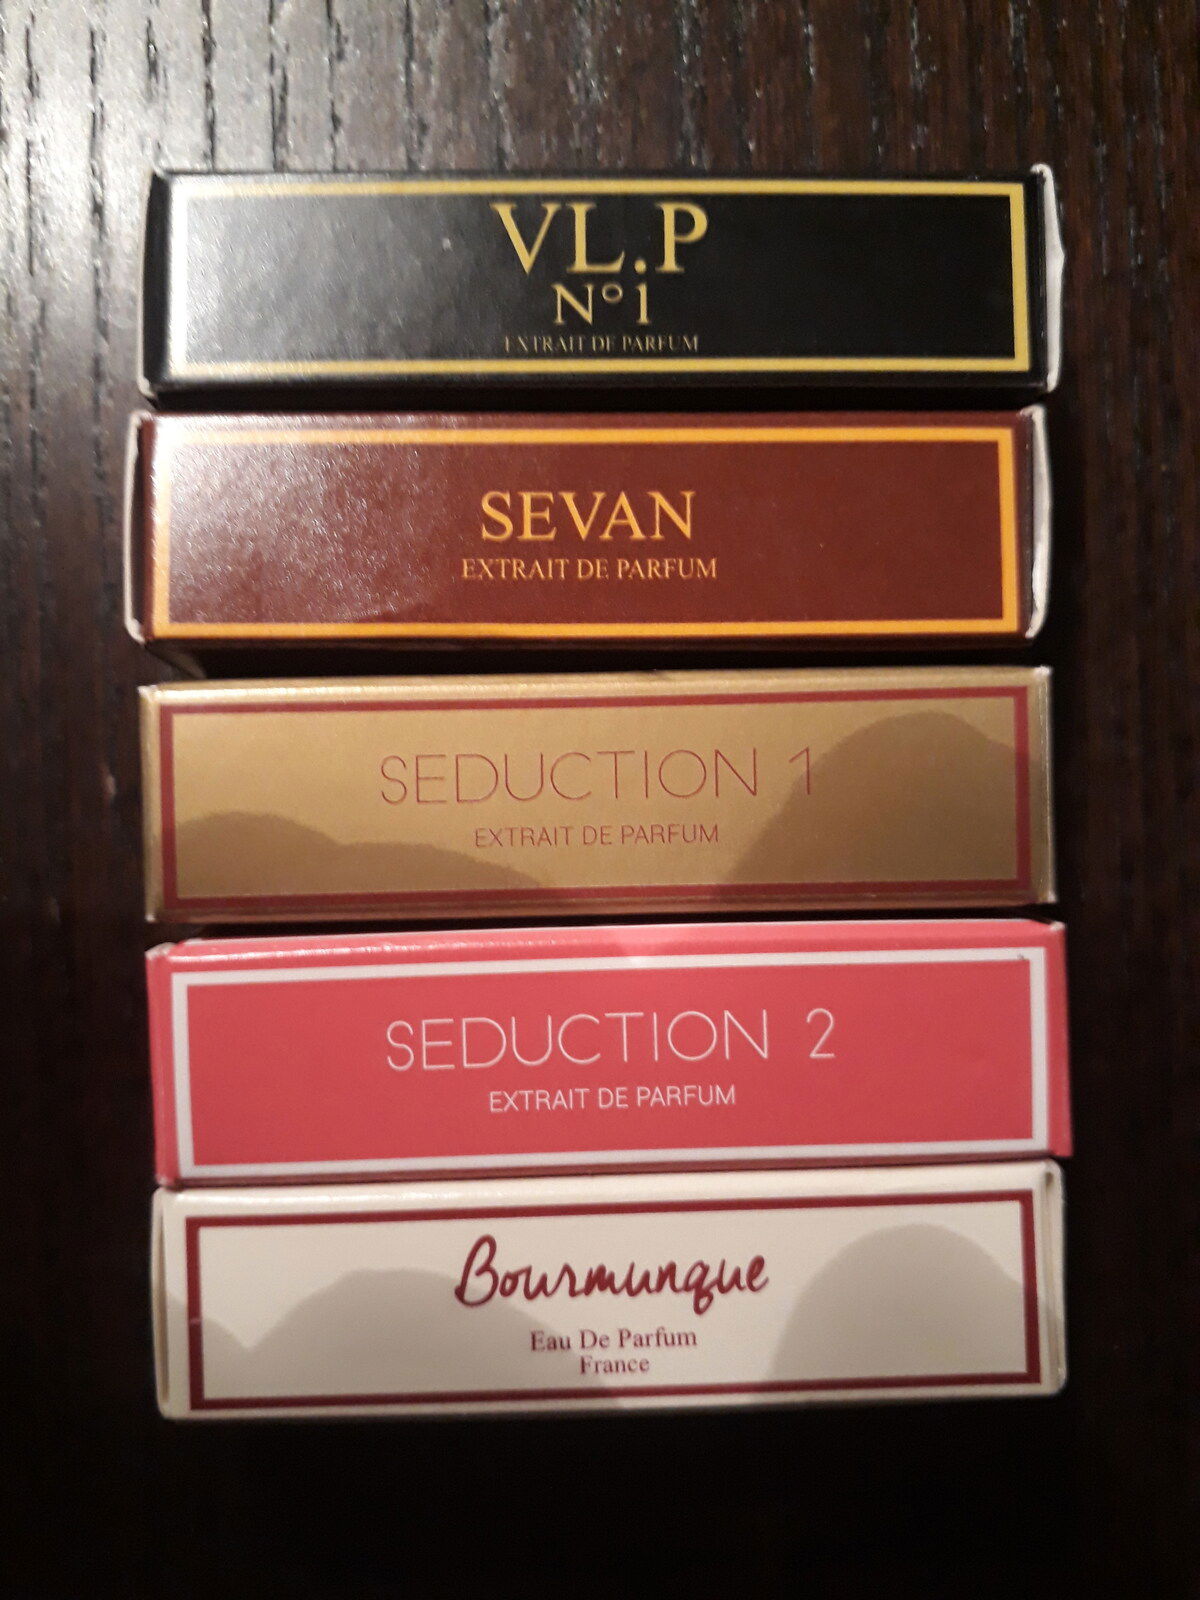 VL.P
N°1
EXTRAIT DE PARFUM
SEVAN
EXTRAIT DE PARFUM
SEDUCTION 1
EXTRAIT DE PARFUM
SEDUCTION 2
EXTRAIT DE PARFUM
Bourmunque
Eau De Parfum
France